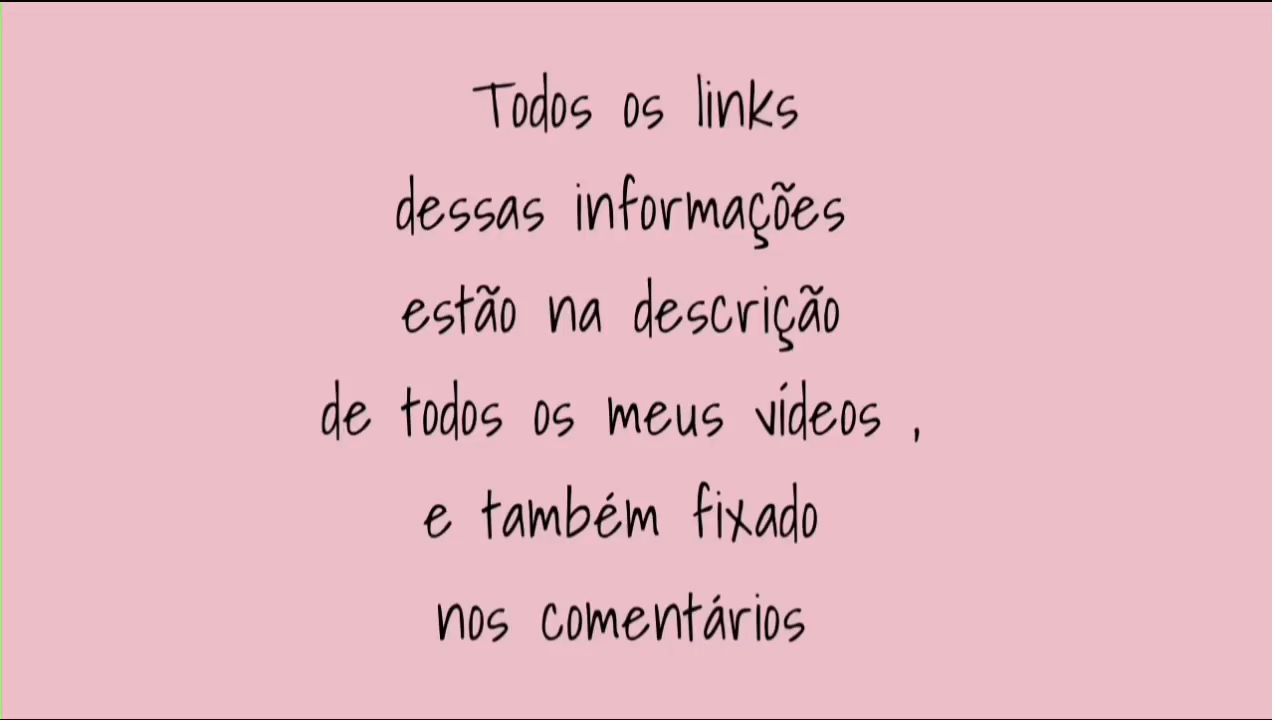 Todos os links
dessas informações
estão na descrição
de todos os meus vídeos ,
e também fixado
nos comentários